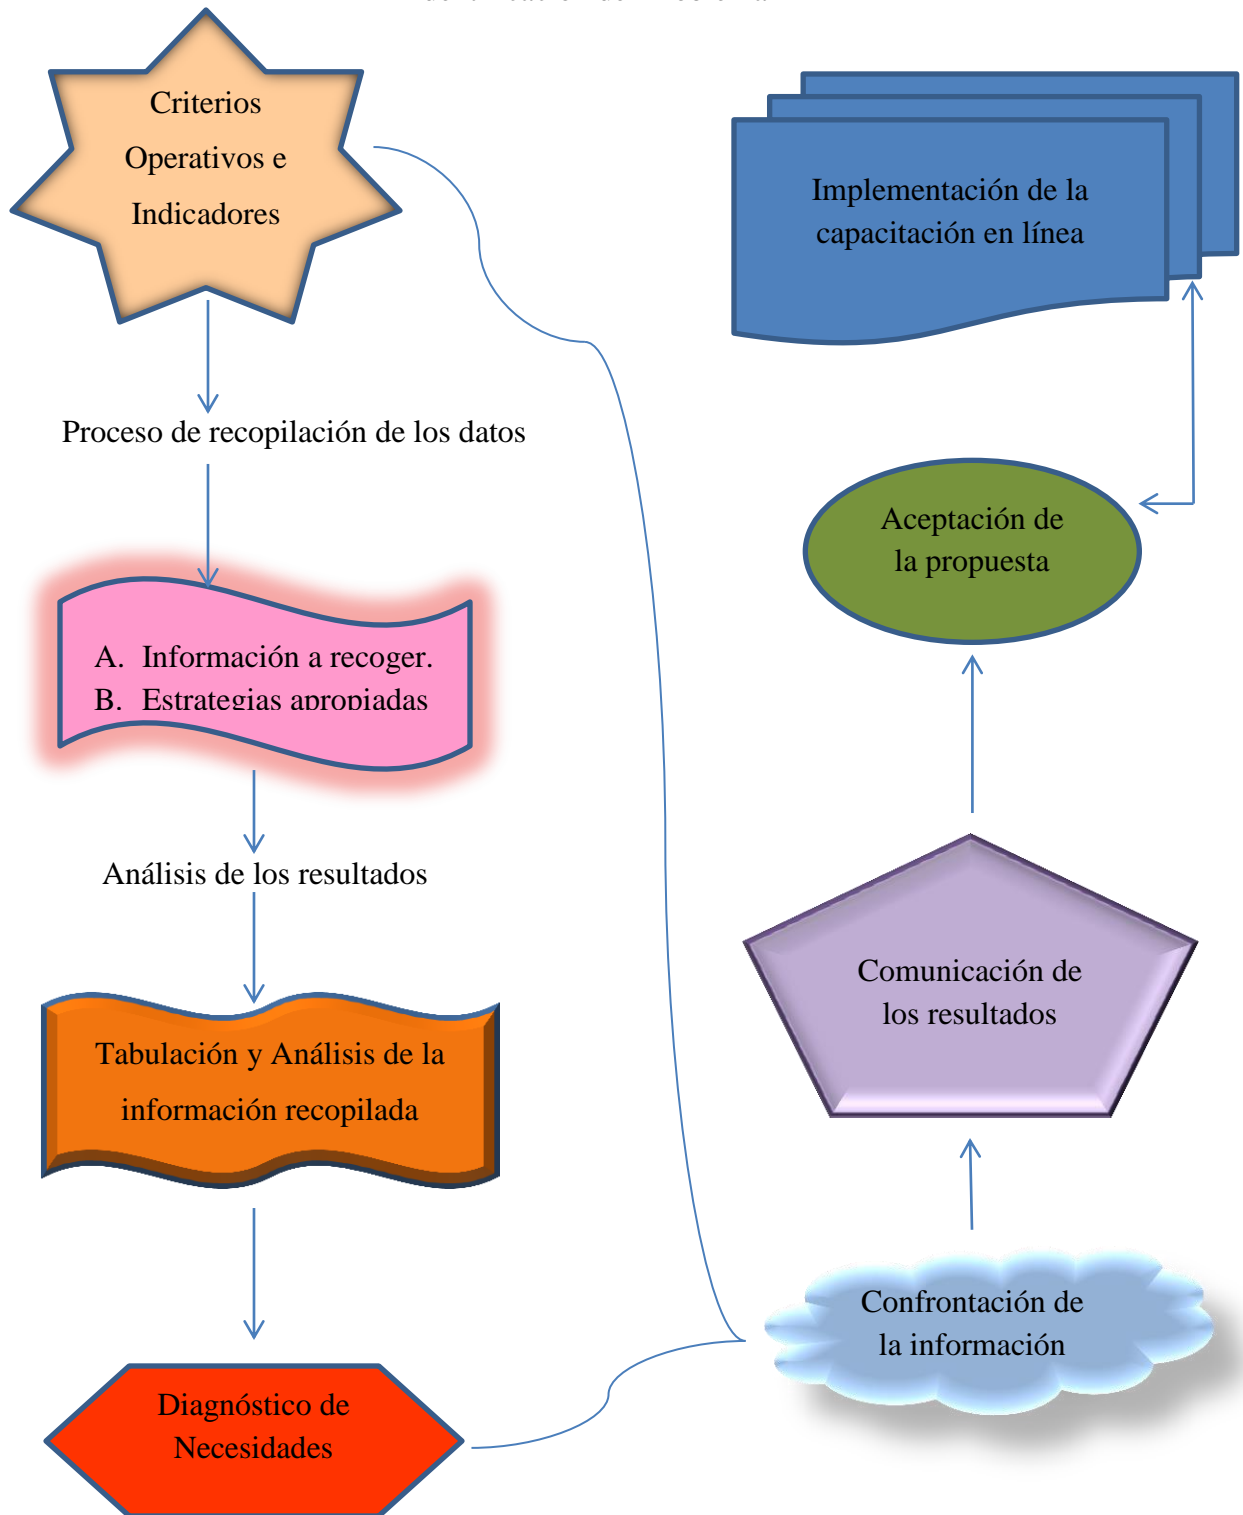 Criterios
Operativos e
Indicadores
Proceso de recopilación de los datos
A. Información a recoger.
B. Estrategias apropiadas
Análisis de los resultados
Tabulación y Análisis de la
información recopilada
Diagnóstico de
Necesidades
Implementación de la
capacitación en línea
Aceptación de
la propuesta
Comunicación de
los resultados
Confrontación de
la información